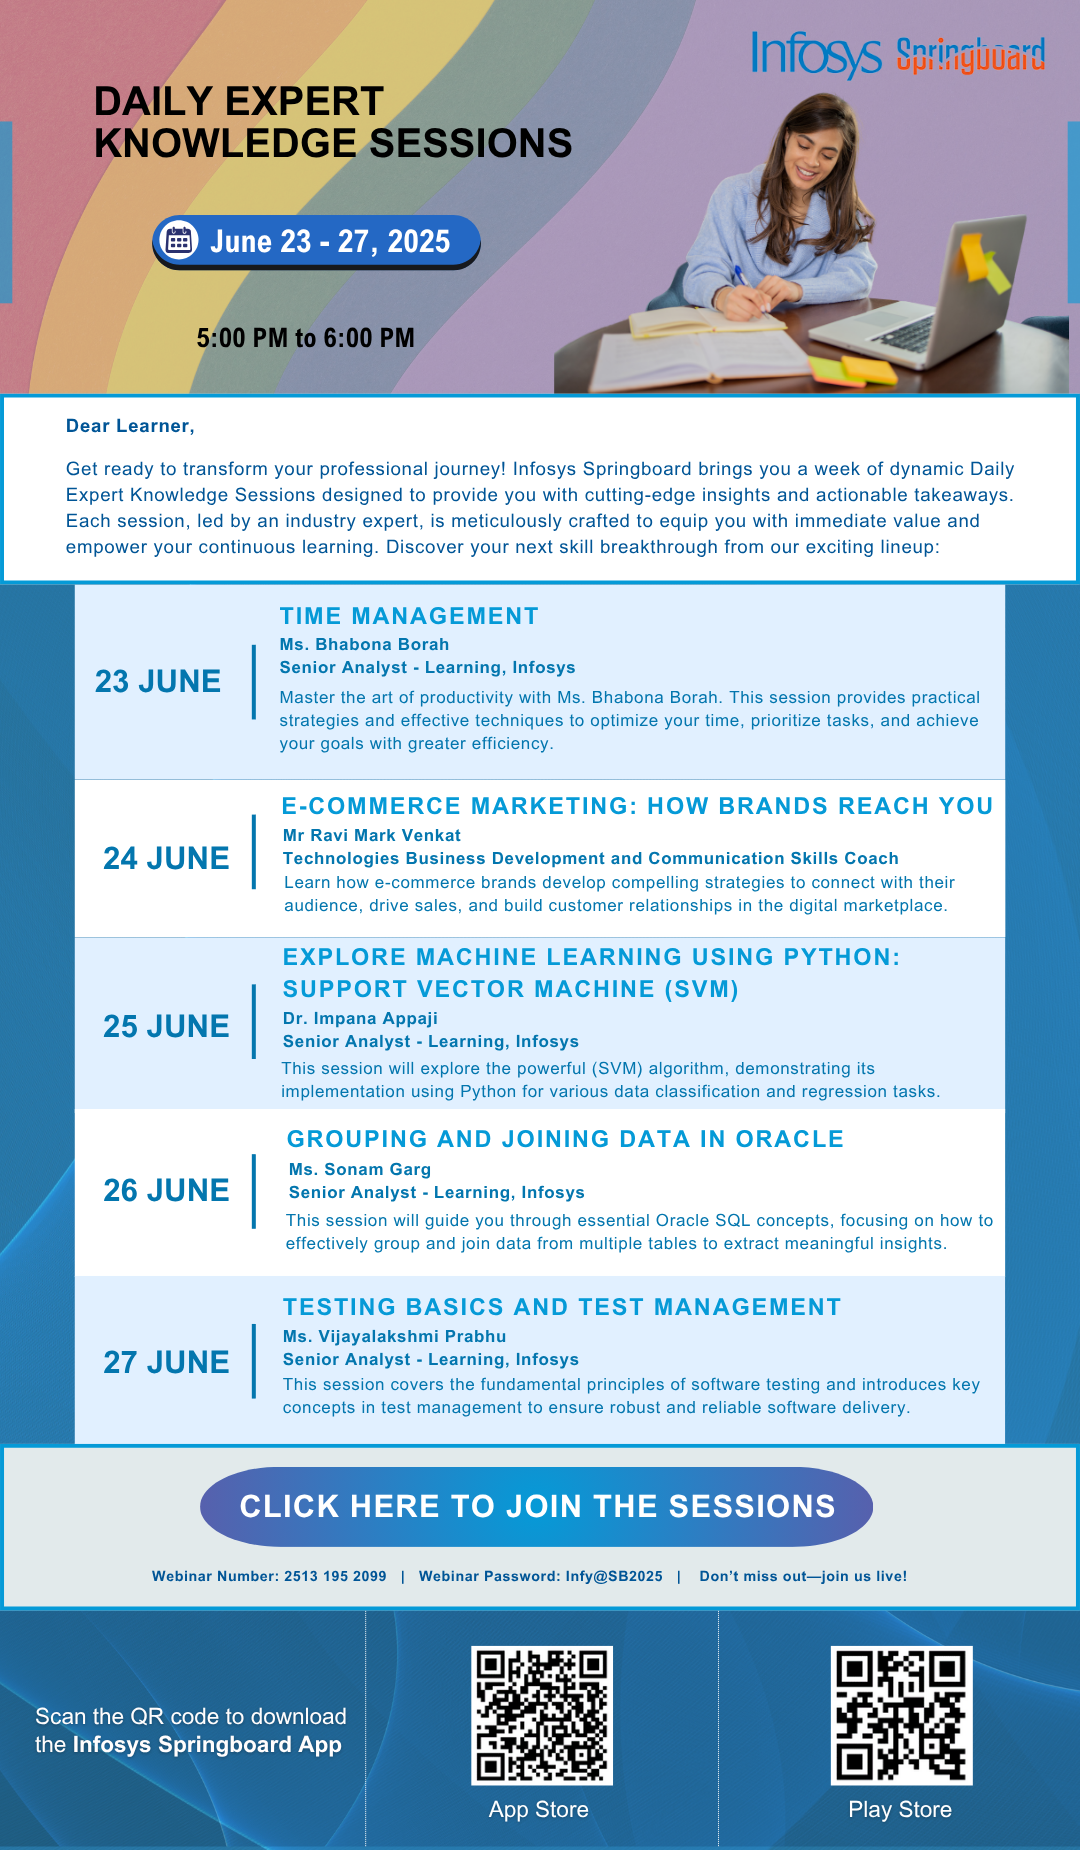 Infosys Springboard
DAILY EXPERT
KNOWLEDGE SESSIONS
June 23 - 27, 2025
5:00 PM to 6:00 PM
Dear Learner,
Get ready to transform your professional journey! Infosys Springboard brings you a week of dynamic Daily
Expert Knowledge Sessions designed to provide you with cutting-edge insights and actionable takeaways.
Each session, led by an industry expert, is meticulously crafted to equip you with immediate value and
empower your continuous learning. Discover your next skill breakthrough from our exciting lineup:
23 JUNE
TIME MANAGEMENT
Ms. Bhabona Borah
Senior Analyst - Learning, Infosys
Master the art of productivity with Ms. Bhabona Borah. This session provides practical
strategies and effective techniques to optimize your time, prioritize tasks, and achieve
your goals with greater efficiency.
24 JUNE
E-COMMERCE MARKETING: HOW BRANDS REACH YOU
Mr Ravi Mark Venkat
Technologies Business Development and Communication Skills Coach
Learn how e-commerce brands develop compelling strategies to connect with their
audience, drive sales, and build customer relationships in the digital marketplace.
25 JUNE
EXPLORE MACHINE LEARNING USING PYTHON:
SUPPORT VECTOR MACHINE (SVM)
Dr. Impana Appaji
Senior Analyst - Learning, Infosys
This session will explore the powerful (SVM) algorithm, demonstrating its
implementation using Python for various data classification and regression tasks.
26 JUNE
GROUPING AND JOINING DATA IN ORACLE
Ms. Sonam Garg
Senior Analyst - Learning, Infosys
This session will guide you through essential Oracle SQL concepts, focusing on how to
effectively group and join data from multiple tables to extract meaningful insights.
27 JUNE
TESTING BASICS AND TEST MANAGEMENT
Ms. Vijayalakshmi Prabhu
Senior Analyst - Learning, Infosys
This session covers the fundamental principles of software testing and introduces key
concepts in test management to ensure robust and reliable software delivery.
CLICK HERE TO JOIN THE SESSIONS
Webinar Number: 2513 195 2099 | Webinar Password: Infy@SB2025 | Don’t miss out—join us live!
Scan the QR code to download
the Infosys Springboard App
App Store
Play Store